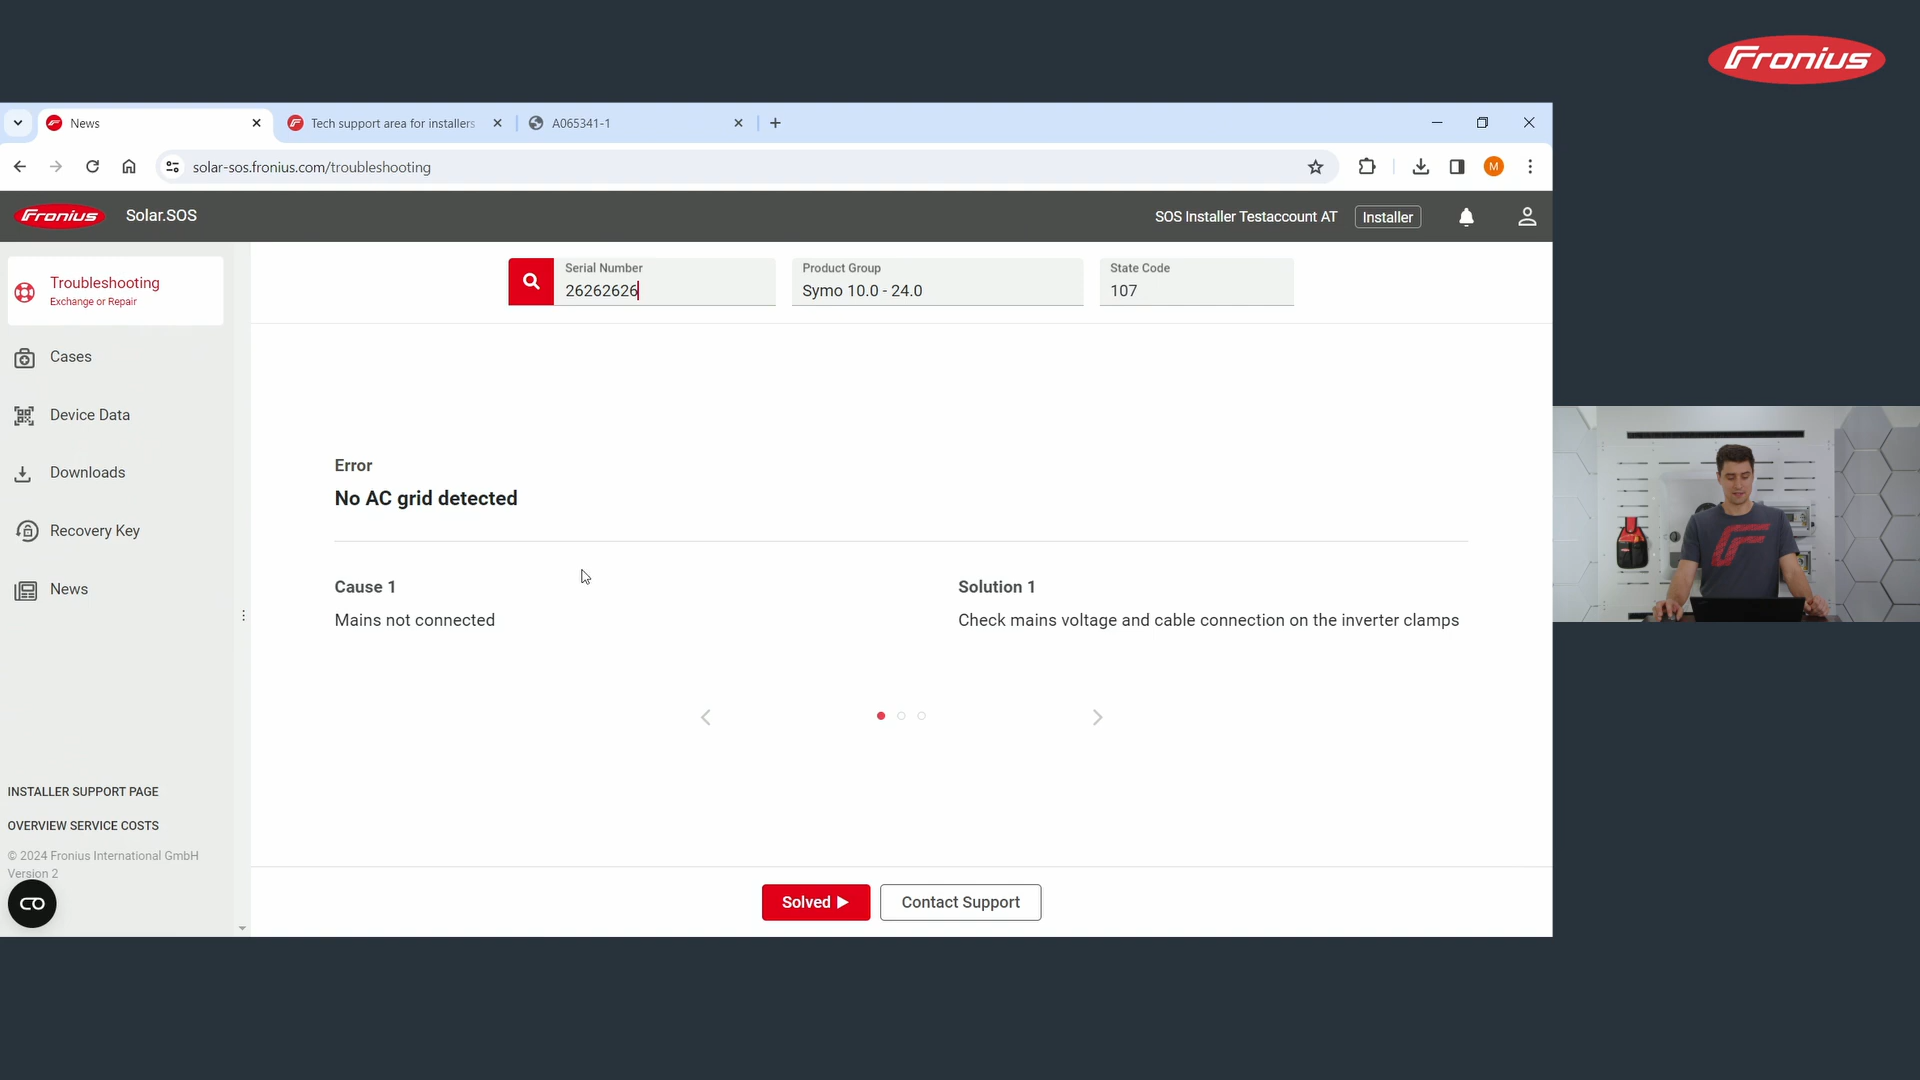 Fronius
News
Tech support area for installers
A065341-1
solar-sos.fronius.com/troubleshooting
M
Fronius
Solar.SOS
SOS Installer Testaccount AT
Installer
Troubleshooting
Exchange or Repair
Cases
Device Data
Downloads
Recovery Key
News
INSTALLER SUPPORT PAGE
OVERVIEW SERVICE COSTS
© 2024 Fronius International GmbH
Version 2
Serial Number
26262626
Product Group
Symo 10.0 - 24.0
State Code
107
Error
No AC grid detected
Cause 1
Mains not connected
Solution 1
Check mains voltage and cable connection on the inverter clamps
Solved
Contact Support